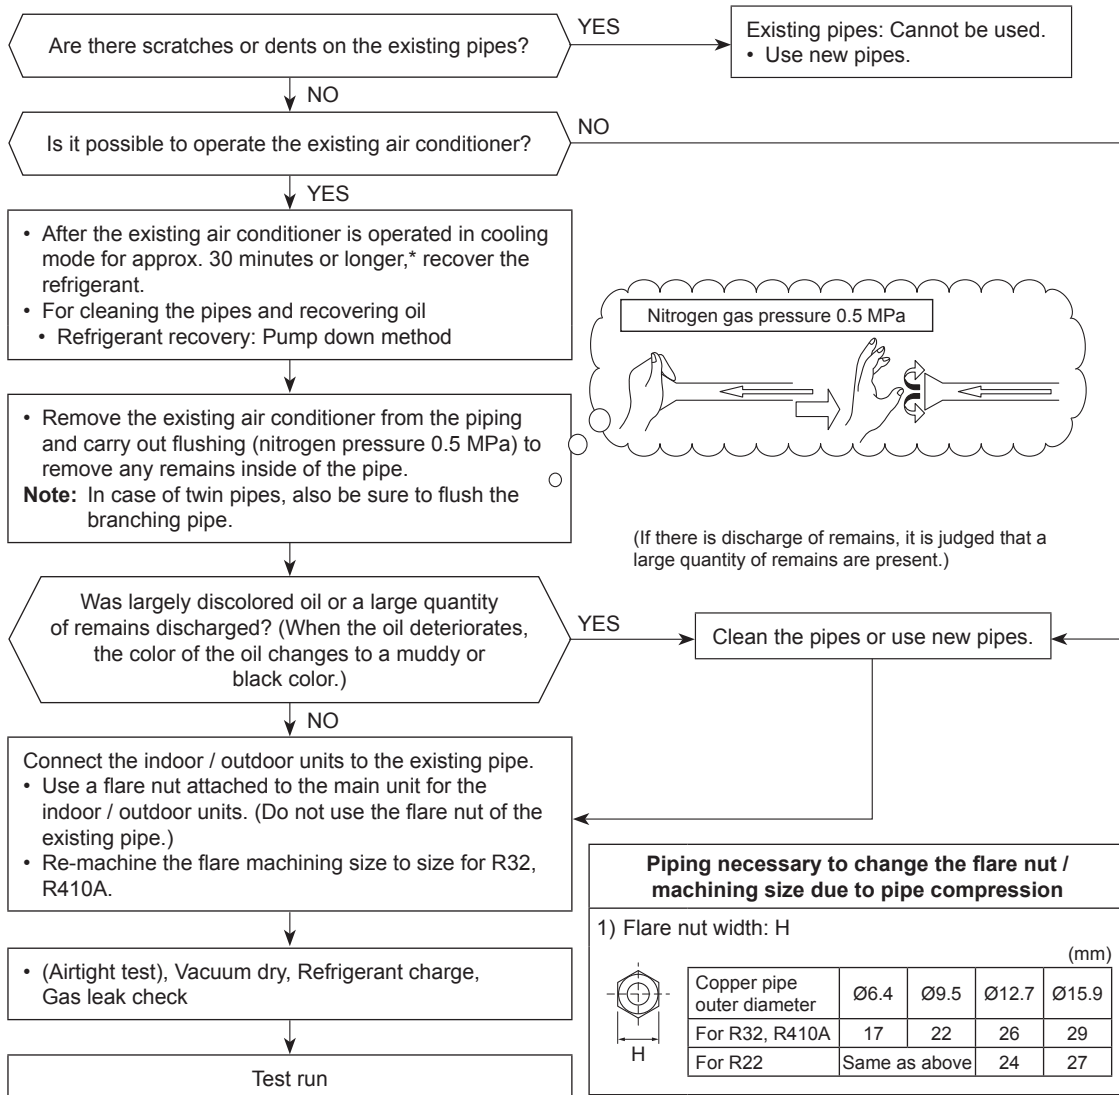 Are there scratches or dents on the existing pipes?
YES
Existing pipes: Cannot be used.
• Use new pipes.
NO
Is it possible to operate the existing air conditioner?
NO
YES
• After the existing air conditioner is operated in cooling
mode for approx. 30 minutes or longer,* recover the
refrigerant.
• For cleaning the pipes and recovering oil
• Refrigerant recovery: Pump down method
Nitrogen gas pressure 0.5 MPa
• Remove the existing air conditioner from the piping
and carry out flushing (nitrogen pressure 0.5 MPa) to
remove any remains inside of the pipe.
Note: In case of twin pipes, also be sure to flush the
branching pipe.
(If there is discharge of remains, it is judged that a
large quantity of remains are present.)
Was largely discolored oil or a large quantity
of remains discharged? (When the oil deteriorates,
the color of the oil changes to a muddy or
black color.)
YES
Clean the pipes or use new pipes.
NO
Connect the indoor / outdoor units to the existing pipe.
• Use a flare nut attached to the main unit for the
indoor / outdoor units. (Do not use the flare nut of the
existing pipe.)
• Re-machine the flare machining size to size for R32,
R410A.
• (Airtight test), Vacuum dry, Refrigerant charge,
Gas leak check
Test run
Piping necessary to change the flare nut /
machining size due to pipe compression
1) Flare nut width: H
(mm)
H
Copper pipe
outer diameter
Ø6.4 Ø9.5 Ø12.7 Ø15.9
For R32, R410A 17 22 26 29
For R22 Same as above 24 27